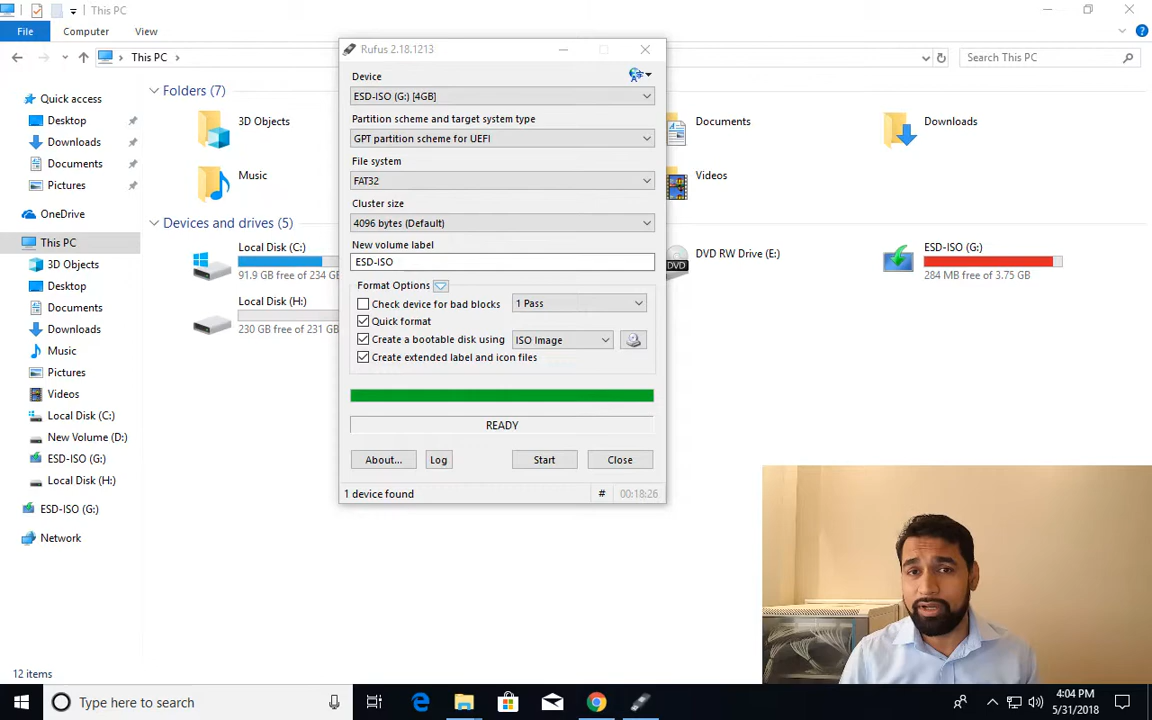 This PC
File
Computer
View
This PC
Search This PC
Quick access
Desktop
Downloads
Documents
Pictures
OneDrive
This PC
3D Objects
Desktop
Documents
Downloads
Music
Pictures
Videos
Local Disk (C:)
New Volume (D:)
ESD-ISO (G:)
Local Disk (H:)
ESD-ISO (G:)
Network
12 items
Folders (7)
3D Objects
Documents
Downloads
Music
Videos
Devices and drives (5)
Local Disk (C:)
91.9 GB free of 234 G
DVD RW Drive (E:)
DVD
ESD-ISO (G:)
284 MB free of 3.75 GB
Local Disk (H:)
230 GB free of 231 G
Rufus 2.18.1213
Device
ESD-ISO (G:) [4GB]
Partition scheme and target system type
GPT partition scheme for UEFI
File system
FAT32
Cluster size
4096 bytes (Default)
New volume label
ESD-ISO
Format Options
Check device for bad blocks
1 Pass
Quick format
Create a bootable disk using
ISO Image
Create extended label and icon files
READY
About...
Log
Start
Close
1 device found
#
00:18:26
Type here to search
4:04 PM
5/31/2018